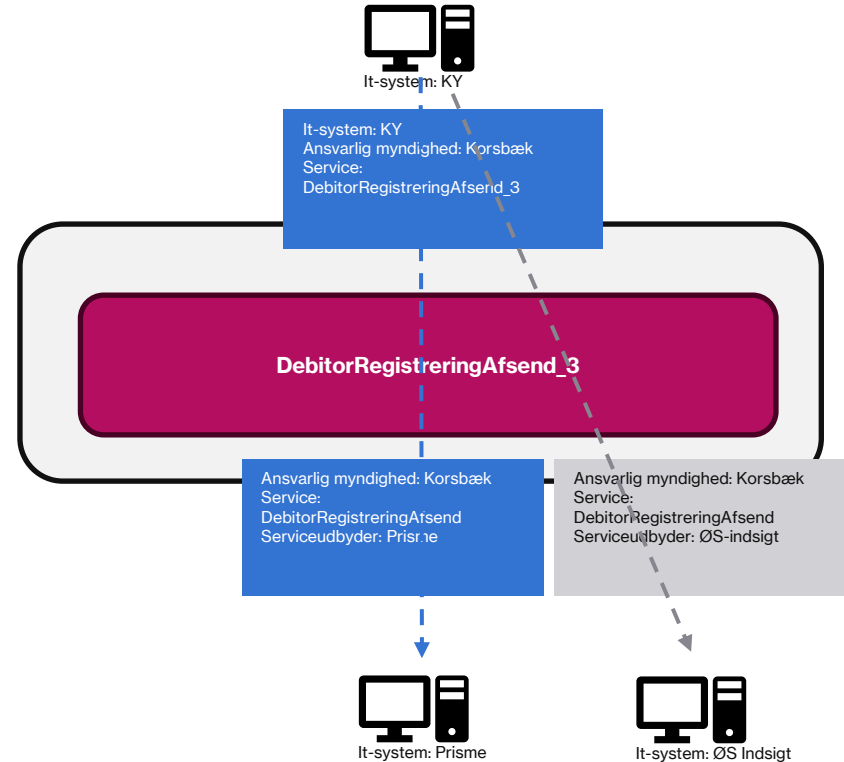 It-system: KY
It-system: KY
Ansvarlig myndighed: Korsbæk
Service:
DebitorRegistreringAfsend_3
DebitorRegistreringAfsend_3
Ansvarlig myndighed: Korsbæk
Service:
DebitorRegistreringAfsend
Serviceudbyder: Prisme
Ansvarlig myndighed: Korsbæk
Service:
DebitorRegistreringAfsend
Serviceudbyder: ØS-indsigt
It-system: Prisme
It-system: ØS Indsigt